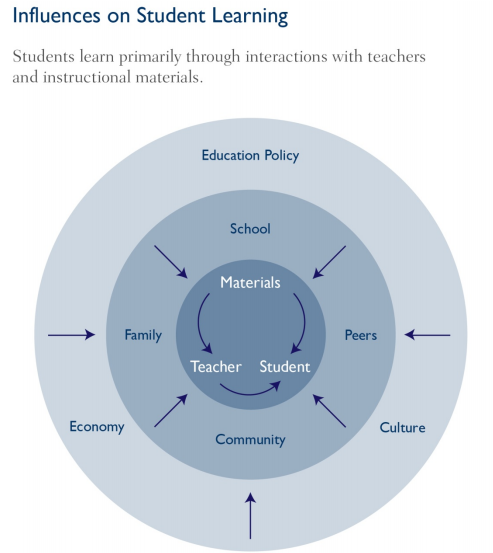 Influences on Student Learning
Students learn primarily through interactions with teachers
and instructional materials.
Education Policy
School
Materials
Family
Peers
Teacher
Student
Economy
Culture
Community